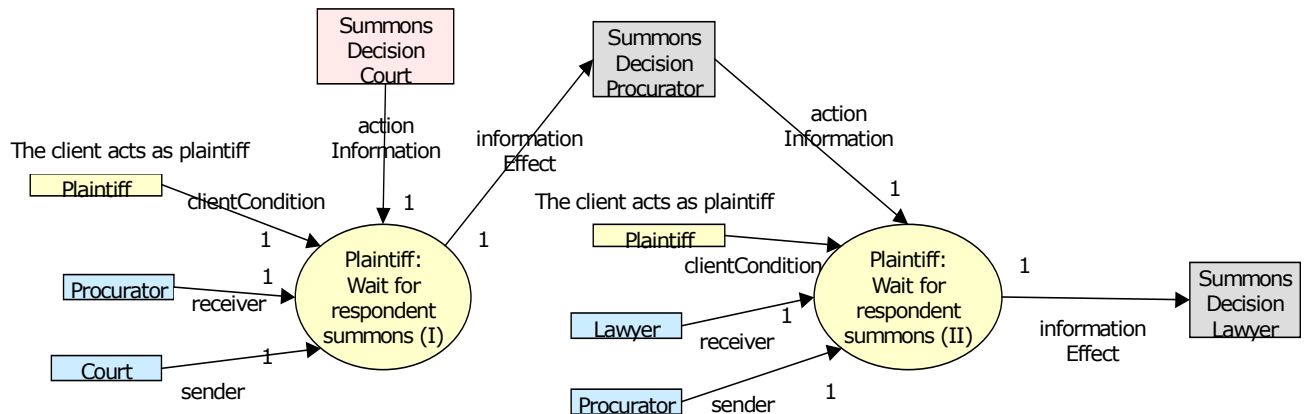 Summons
Decision
Court
Summons
Decision
Procurator
action
Information
information
Effect
action
Information
The client acts as plaintiff
Plaintiff
clientCondition
1
1
1
1
The client acts as plaintiff
Plaintiff
clientCondition
Plaintiff:
Wait for
respondent
summons (I)
Procurator
1
receiver
Court
1
sender
Plaintiff:
Wait for
respondent
summons (II)
1
Summons
Decision
Lawyer
information
Effect
Lawyer
1
receiver
Procurator
sender
1